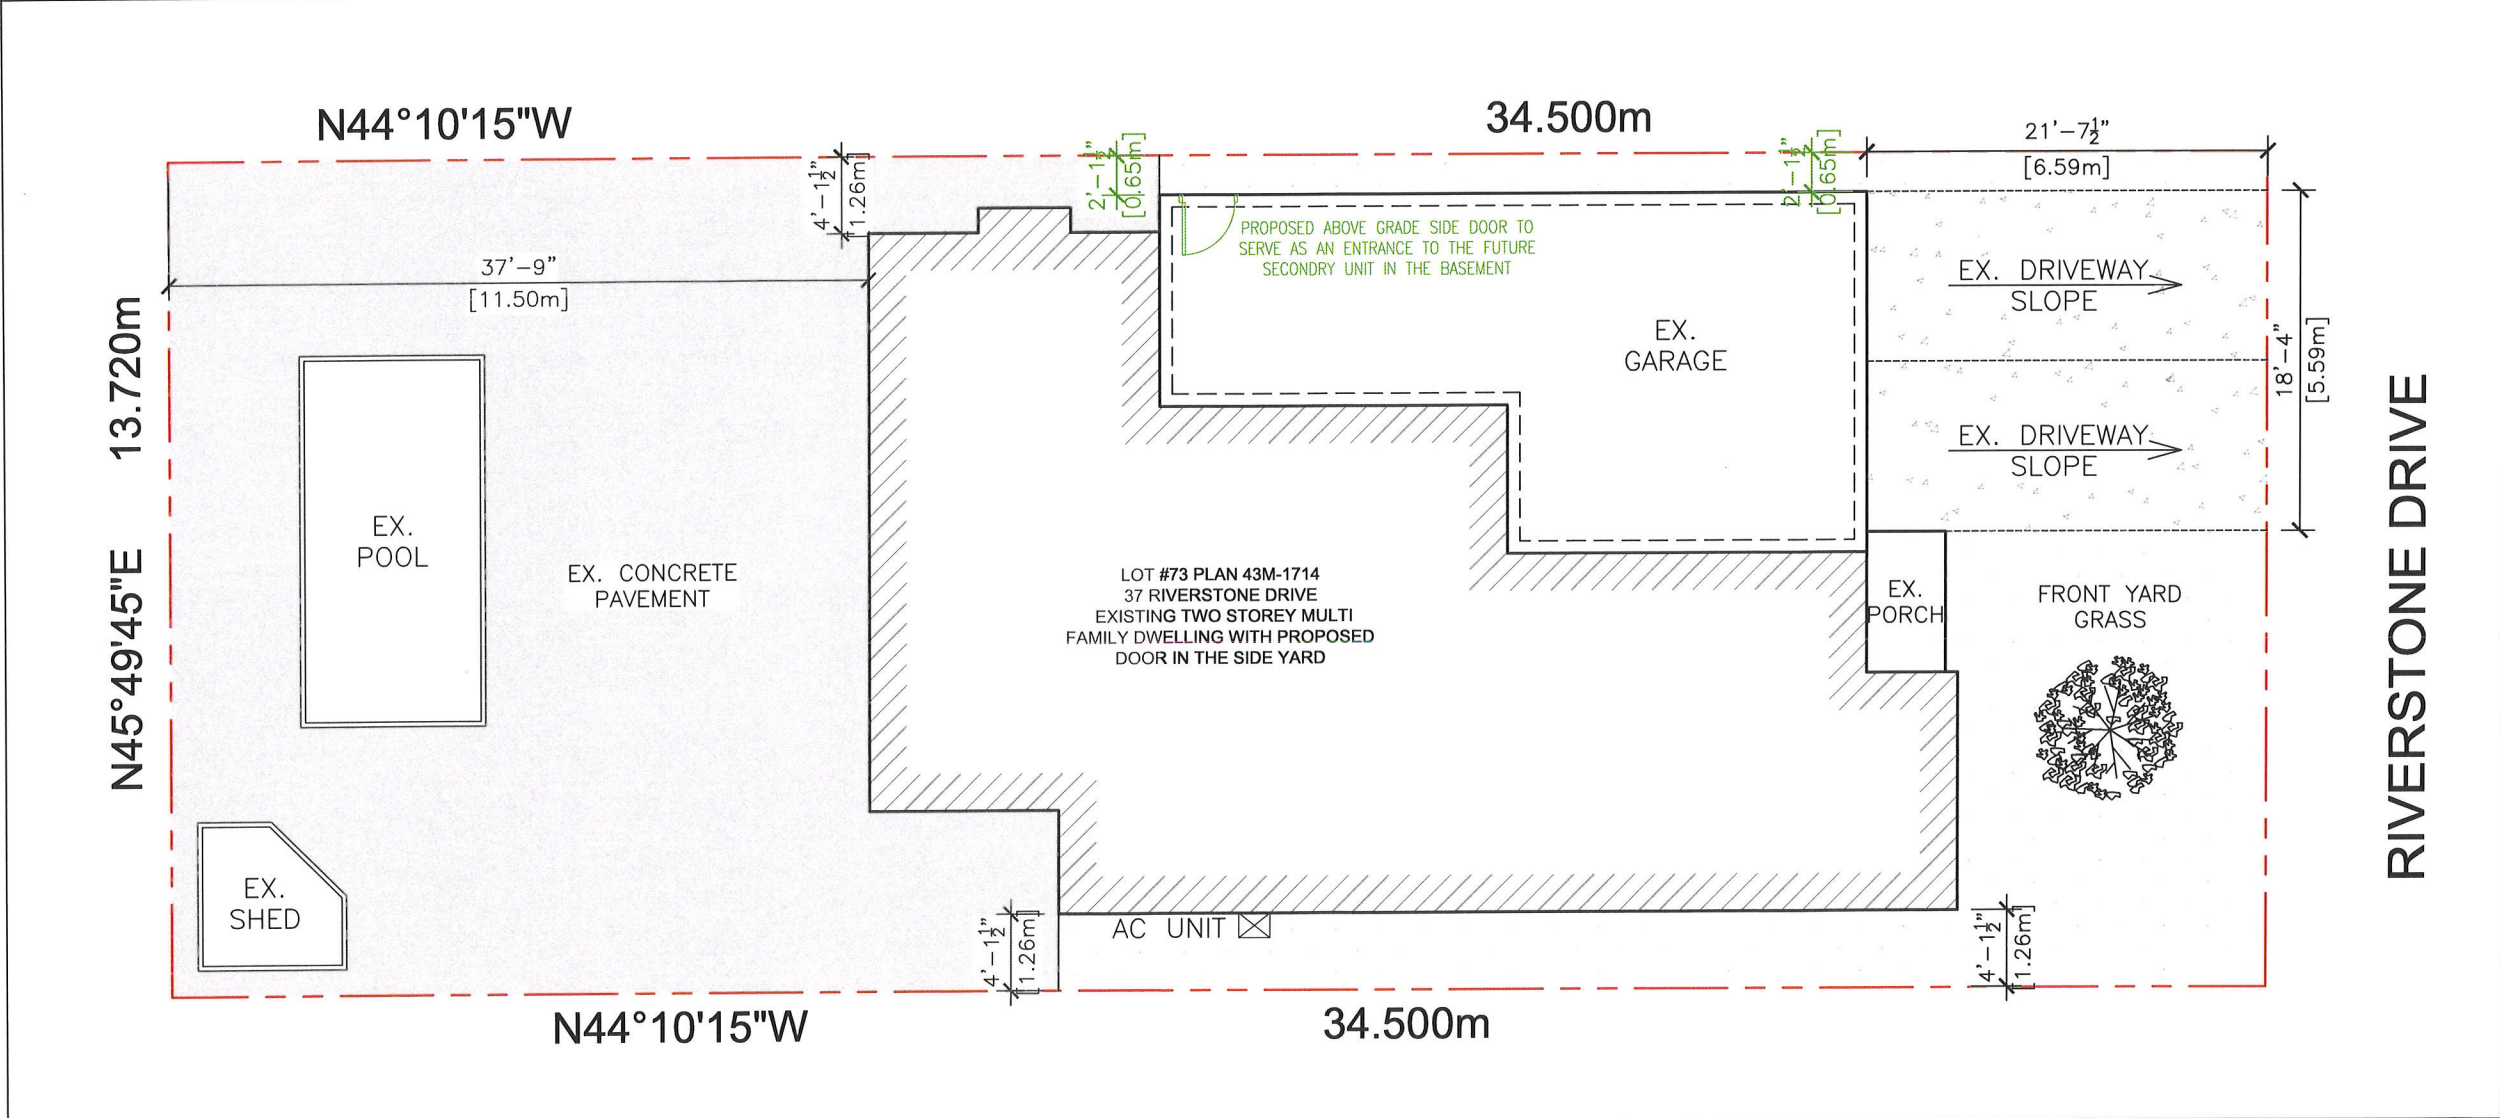 N44°10'15"W
34.500m
21'-7½"
[6.59m]
4'-1½"
1.26m]
2'-1½"
[0.65m]
2'-1½"
[0.65m]
PROPOSED ABOVE GRADE SIDE DOOR TO
SERVE AS AN ENTRANCE TO THE FUTURE
SECONDRY UNIT IN THE BASEMENT
37'-9"
[11.50m]
EX. DRIVEWAY
SLOPE
EX.
GARAGE
18'-4"
[5.59m]
EX. DRIVEWAY
SLOPE
13.720m
N45°49'45"E
EX.
POOL
EX. CONCRETE
PAVEMENT
LOT #73 PLAN 43M-1714
37 RIVERSTONE DRIVE
EXISTING TWO STOREY MULTI
FAMILY DWELLING WITH PROPOSED
DOOR IN THE SIDE YARD
EX.
PORCH
FRONT YARD
GRASS
RIVERSTONE DRIVE
EX.
SHED
4'-1½"
1.26m]
AC UNIT
4'-1½"
1.26m]
N44°10'15"W
34.500m